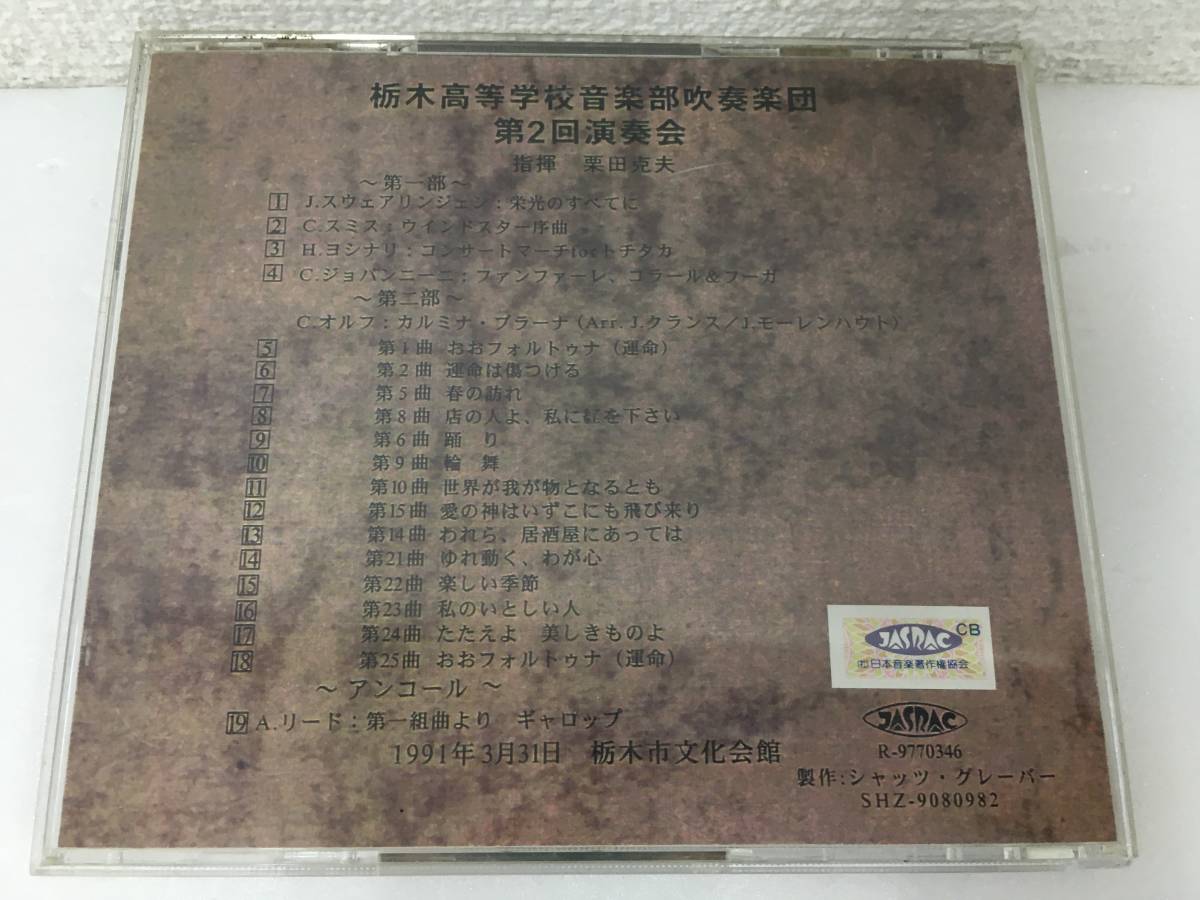 栃木高等学校音楽部吹奏楽団
第2回演奏会
指揮 栗田克夫
～第一部～
1 J.スウェアリンジェン：栄光のすべてに
2 C.スミス：ウインドスター序曲
3 H.ヨシナリ：コンサートマーチtocトチタカ
4 C.ジョバンニーニ：ファンファーレ、コラール&フーガ
～第二部～
C.オルフ：カルミナ・ブラーナ（Arr. J.クランス／J.モーレンハウト）
5 第1曲 おおフォルトゥナ（運命）
6 第2曲 運命は傷つける
7 第5曲 春の訪れ
8 第8曲 店の人よ、私に紅を下さい
9 第6曲 踊り
10 第9曲 輪舞
11 第10曲 世界が我が物となるとも
12 第15曲 愛の神はいずこにも飛び来り
13 第14曲 われら、居酒屋にあっては
14 第21曲 ゆれ動く、わが心
15 第22曲 楽しい季節
16 第23曲 私のいとしい人
17 第24曲 たたえよ 美しきものよ
18 第25曲 おおフォルトゥナ（運命）
～ アンコール ～
19 A.リード：第一組曲より ギャロップ
1991年3月31日 栃木市文化会館
JASRAC CB
(社)日本音楽著作権協会
JASRAC
R-9770346
製作:シャッツ・グレーバー
SHZ-9080982